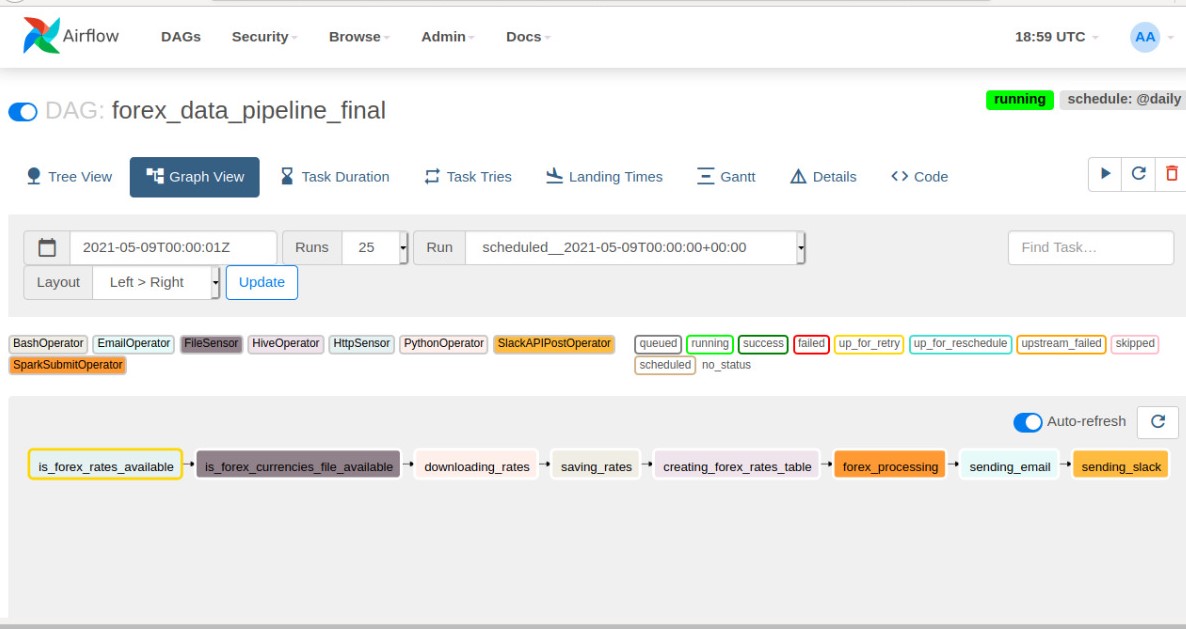 Airflow DAGs Security Browse Admin Docs 18:59 UTC AA
DAG: forex_data_pipeline_final running schedule: @daily
Tree View Graph View Task Duration Task Tries Landing Times Gantt Details Code
2021-05-09T00:00:01Z Runs 25 Run scheduled__2021-05-09T00:00:00+00:00 Find Task...
Layout Left > Right Update
BashOperator EmailOperator FileSensor HiveOperator HttpSensor PythonOperator SlackAPIPostOperator queued running success failed up_for_retry up_for_reschedule upstream_failed skipped
SparkSubmitOperator scheduled no_status
Auto-refresh
is_forex_rates_available is_forex_currencies_file_available downloading_rates saving_rates creating_forex_rates_table forex_processing sending_email sending_slack